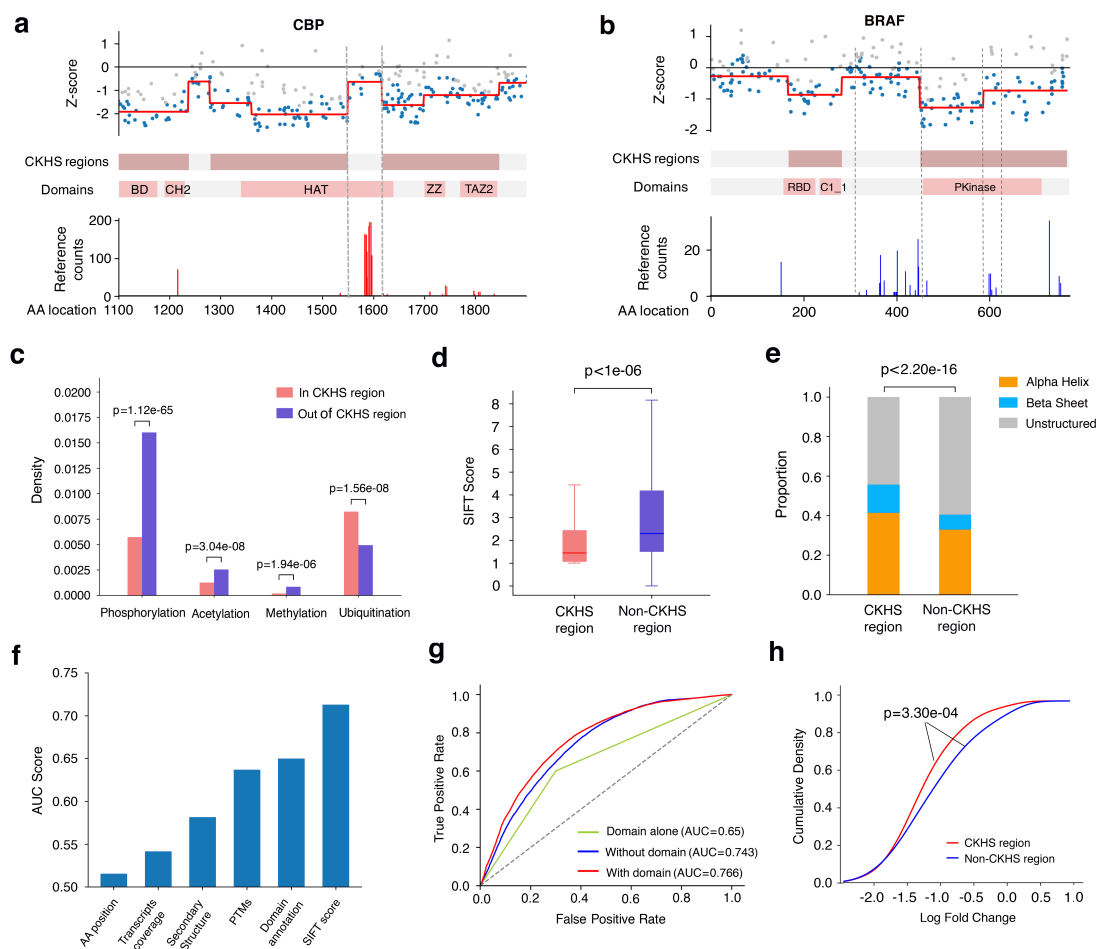 a
CBP
Z-score
1
0
-1
-2
CKHS regions
Domains
BD
CH2
HAT
ZZ
TAZ2
Reference
counts
200
100
0
AA location
1100
1200
1300
1400
1500
1600
1700
1800
b
BRAF
Z-score
1
0
-1
-2
CKHS regions
Domains
RBD
C1_1
PKinase
Reference
counts
20
0
AA location
0
200
400
600
c
Density
0.0200
0.0175
0.0150
0.0125
0.0100
0.0075
0.0050
0.0025
0.0000
In CKHS region
Out of CKHS region
p=1.12e-65
p=3.04e-08
p=1.94e-06
p=1.56e-08
Phosphorylation
Acetylation
Methylation
Ubiquitination
d
p<1e-06
SIFT Score
8
7
6
5
4
3
2
1
0
CKHS
region
Non-CKHS
region
e
p<2.20e-16
Proportion
1.0
0.8
0.6
0.4
0.2
0.0
CKHS
region
Non-CKHS
region
Alpha Helix
Beta Sheet
Unstructured
f
AUC Score
0.75
0.70
0.65
0.60
0.55
0.50
AA position
Transcripts
coverage
Secondary
Structure
PTMs
Domain
annotation
SIFT score
g
True Positive Rate
1.0
0.8
0.6
0.4
0.2
0.0
Domain alone (AUC=0.65)
Without domain (AUC=0.743)
With domain (AUC=0.766)
0.0
0.2
0.4
0.6
0.8
1.0
False Positive Rate
h
Cumulative Density
1.0
0.8
0.6
0.4
0.2
0.0
p=3.30e-04
CKHS region
Non-CKHS region
-2.0
-1.5
-1.0
-0.5
0.0
0.5
1.0
Log Fold Change